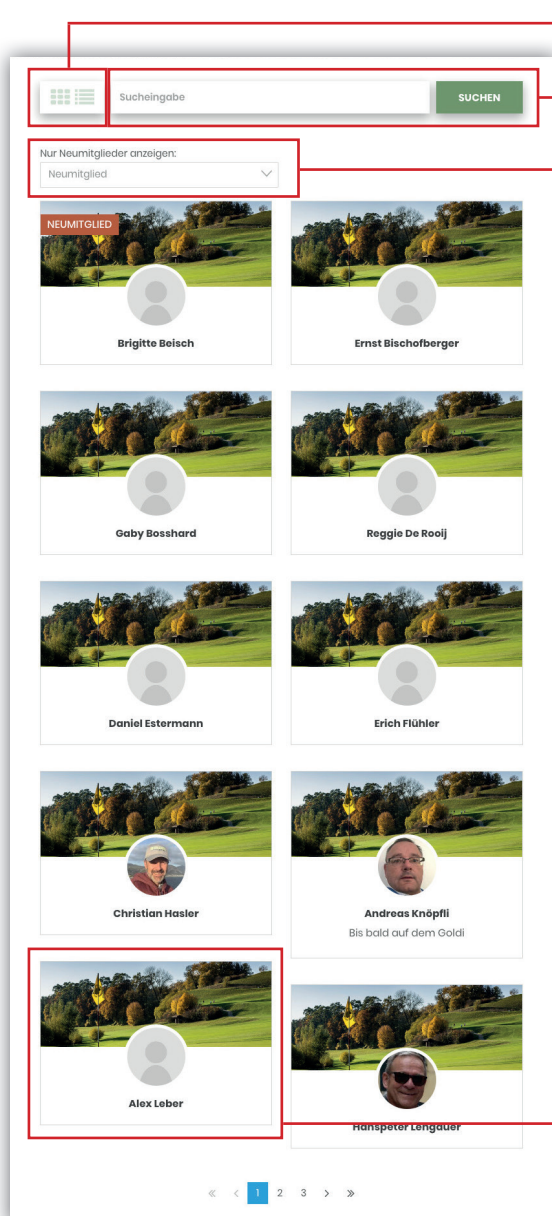 Sucheingabe
SUCHEN
Nur Neumitglieder anzeigen:
Neumitglied
NEUMITGLIED
Brigitte Beisch
Ernst Bischofberger
Gaby Bosshard
Reggie De Rooij
Daniel Estermann
Erich Flühler
Christian Hasler
Andreas Knöpfli
Bis bald auf dem Goldi
Alex Leber
Hanspeter Lengauer
« < 1 2 3 > »